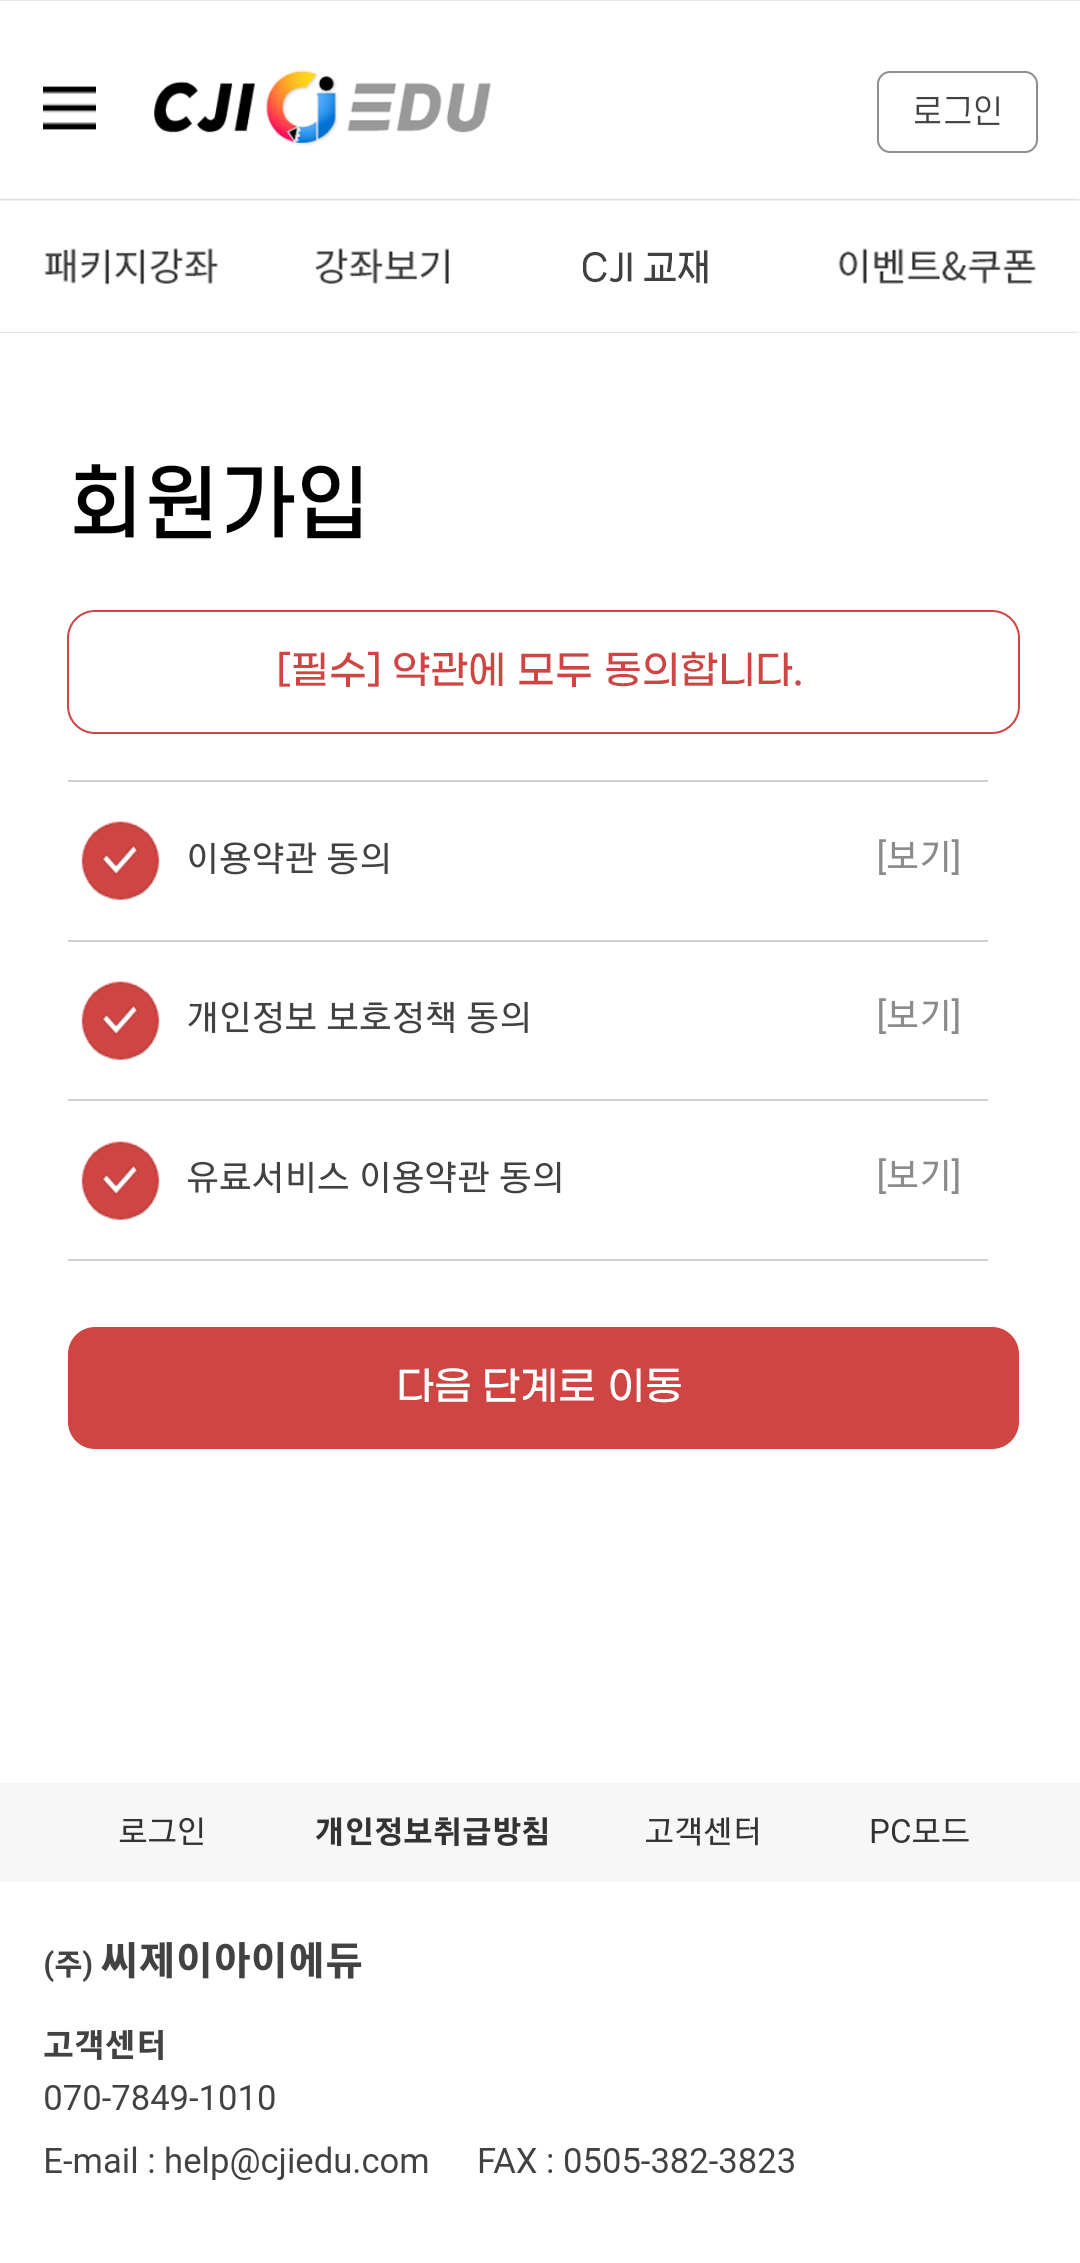 CJI EDU
로그인
패키지강좌 강좌보기 CJI 교재 이벤트&쿠폰
회원가입
[필수] 약관에 모두 동의합니다.
이용약관 동의 [보기]
개인정보 보호정책 동의 [보기]
유료서비스 이용약관 동의 [보기]
다음 단계로 이동
로그인 개인정보취급방침 고객센터 PC모드
(주) 씨제이아이에듀
고객센터
070-7849-1010
E-mail : help@cjiedu.com FAX : 0505-382-3823